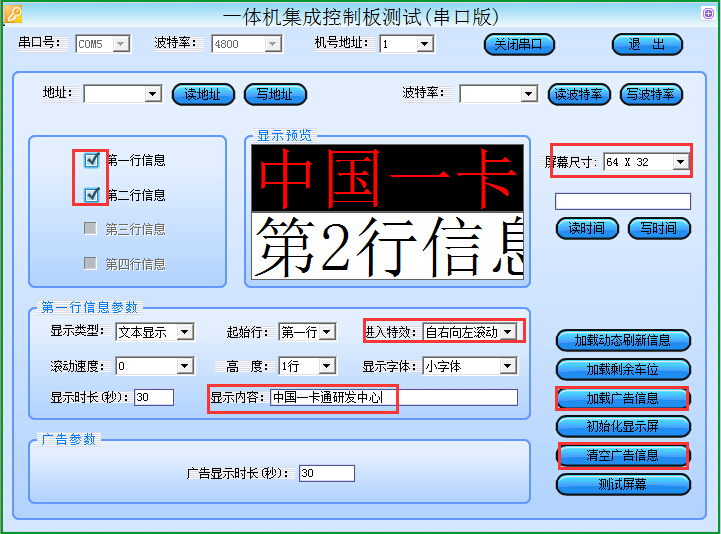 一体机集成控制板测试(串口版)
串口号: COM5 波特率: 4800 机号地址: 1 关闭串口 退 出
地址: 读地址 写地址 波特率: 读波特率 写波特率
显示预览
第一行信息
第二行信息
第三行信息
第四行信息
中国一卡
第2行信息
屏幕尺寸: 64 X 32
读时间 写时间
第一行信息参数
显示类型: 文本显示 起始行: 第一行 进入特效: 自右向左滚动
滚动速度: 0 高 度: 1行 显示字体: 小字体
显示时长(秒): 30 显示内容: 中国一卡通研发中心
广告参数
广告显示时长(秒): 30
加载动态刷新信息
加载剩余车位
加载广告信息
初始化显示屏
清空广告信息
测试屏幕